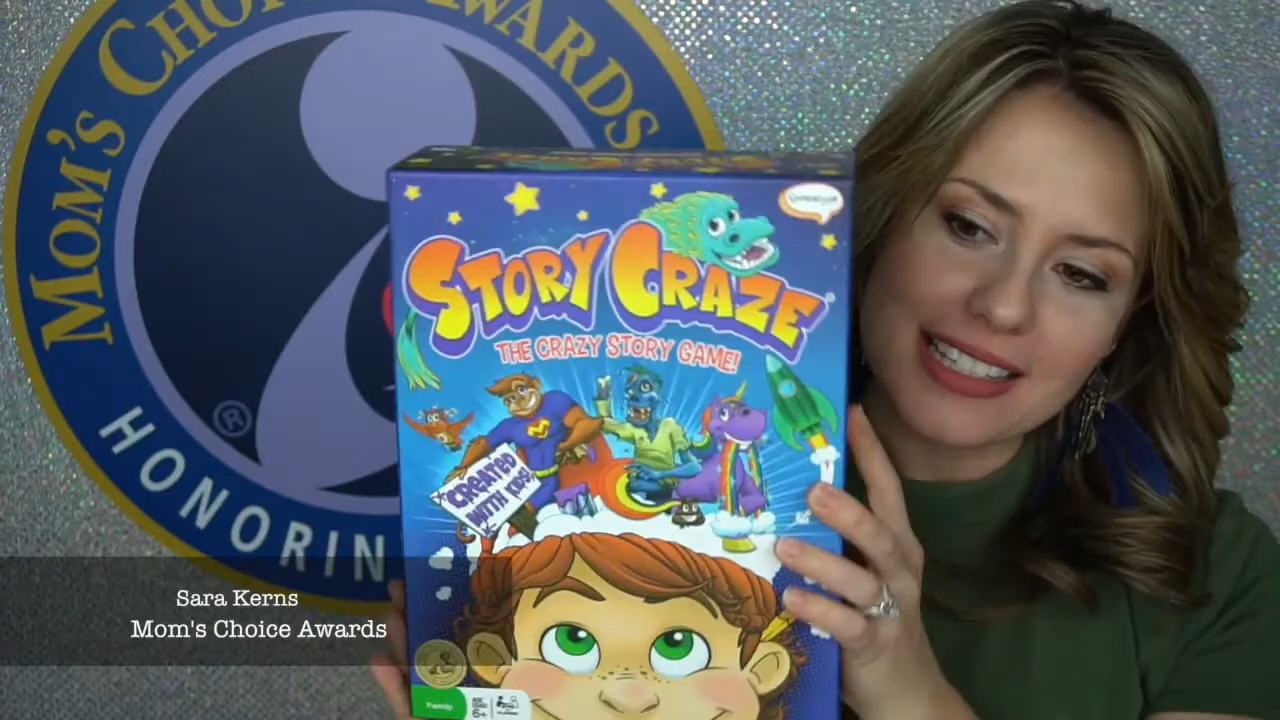 MOM'S CHOICE AWARDS
HONORIN
®
STORY CRAZE
THE CRAZY STORY GAME!
CREATED
WITH KIDS!
Family
6+
Sara Kerns
Mom's Choice Awards